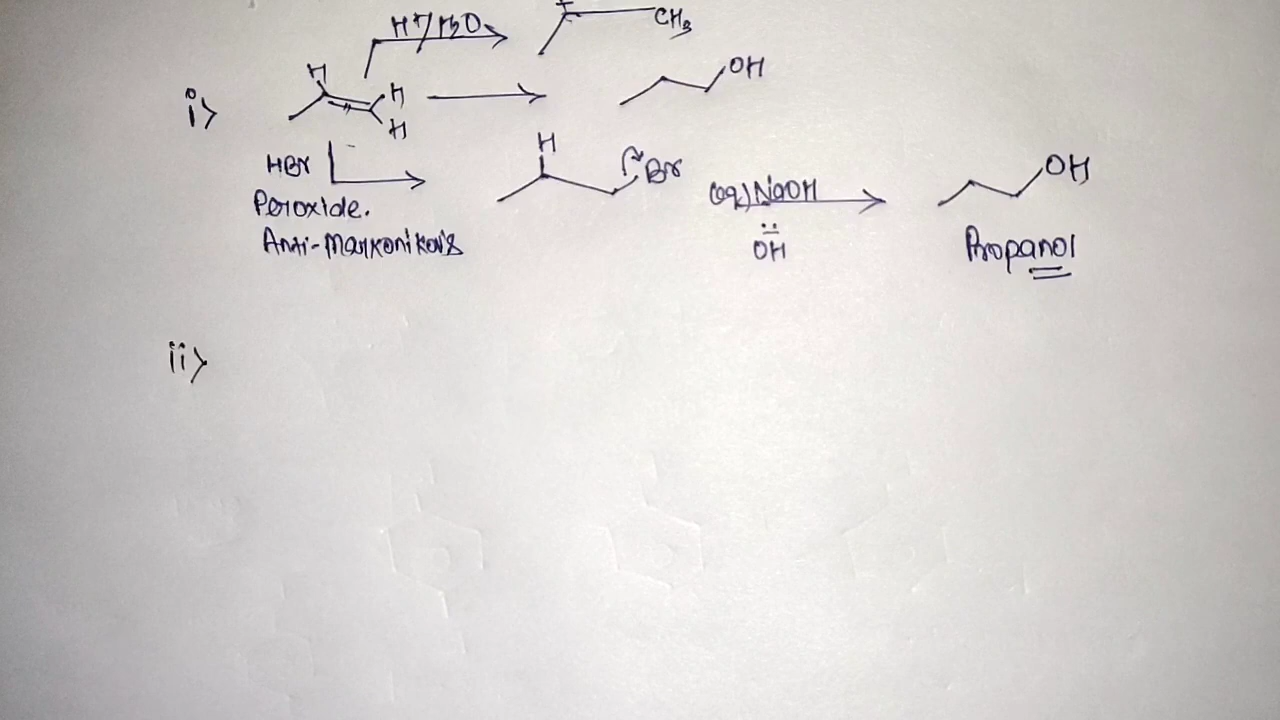 H⁺/H₂O
CH₃
H
OH
i>
H
H
H
HBr
Br
OH
Peroxide.
(aq) NaOH
Anti-Markonikov's
OH
Propanol
ii>